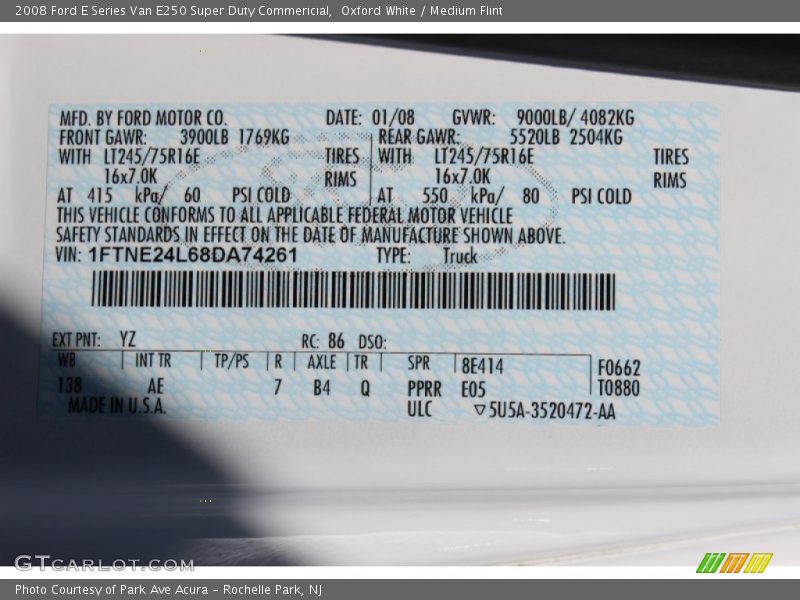 2008 Ford E Series Van E250 Super Duty Commericial,  Oxford White / Medium Flint
MFD. BY FORD MOTOR CO. DATE: 01/08 GVWR: 9000LB/ 4082KG
FRONT GAWR: 3900LB 1769KG REAR GAWR: 5520LB 2504KG
WITH LT245/75R16E TIRES WITH LT245/75R16E TIRES
16x7.0K RIMS 16x7.0K RIMS
AT 415 kPa/ 60 PSI COLD AT 550 kPa/ 80 PSI COLD
THIS VEHICLE CONFORMS TO ALL APPLICABLE FEDERAL MOTOR VEHICLE
SAFETY STANDARDS IN EFFECT ON THE DATE OF MANUFACTURE SHOWN ABOVE.
VIN: 1FTNE24L68DA74261 TYPE: Truck
EXT PNT: YZ RC: 86 DSO:
WB INT TR TP/PS R AXLE TR SPR 8E414 F0662
138 AE 7 B4 Q PPRR E05 T0880
MADE IN U.S.A. ULC ▽5U5A-3520472-AA
GTCARLOT.COM
Photo Courtesy of Park Ave Acura – Rochelle Park, NJ